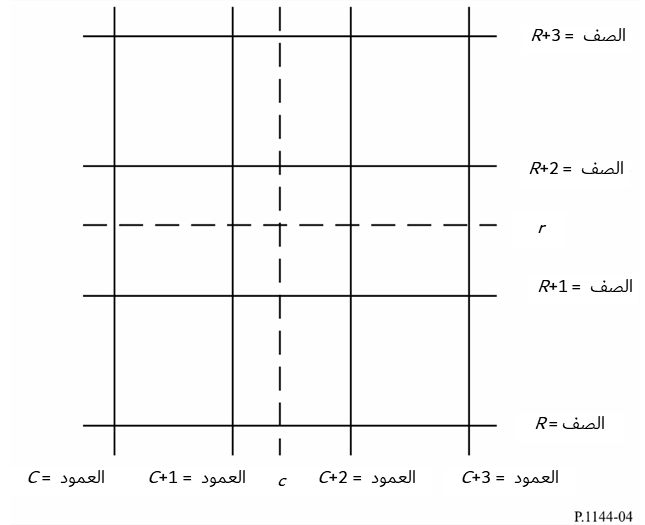 الصف = R+3
الصف = R+2
r
الصف = R+1
الصف = R
العمود = C
العمود = C+1
c
العمود = C+2
العمود = C+3
P.1144-04